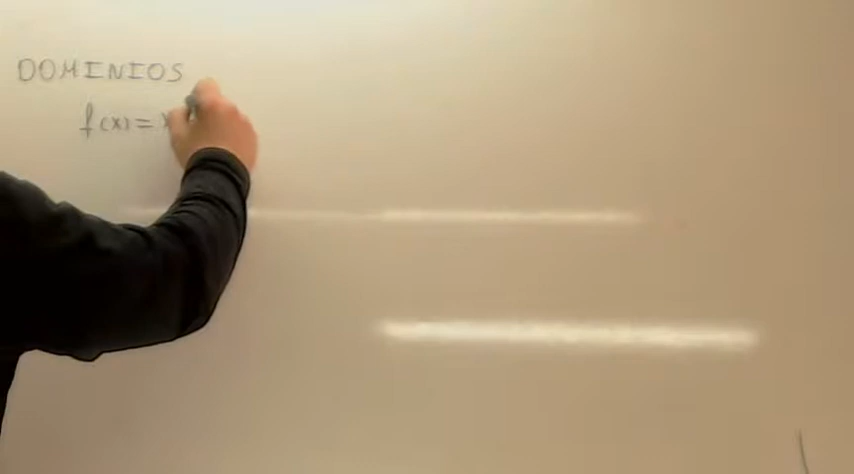 DOMINIOS
f(x) = x